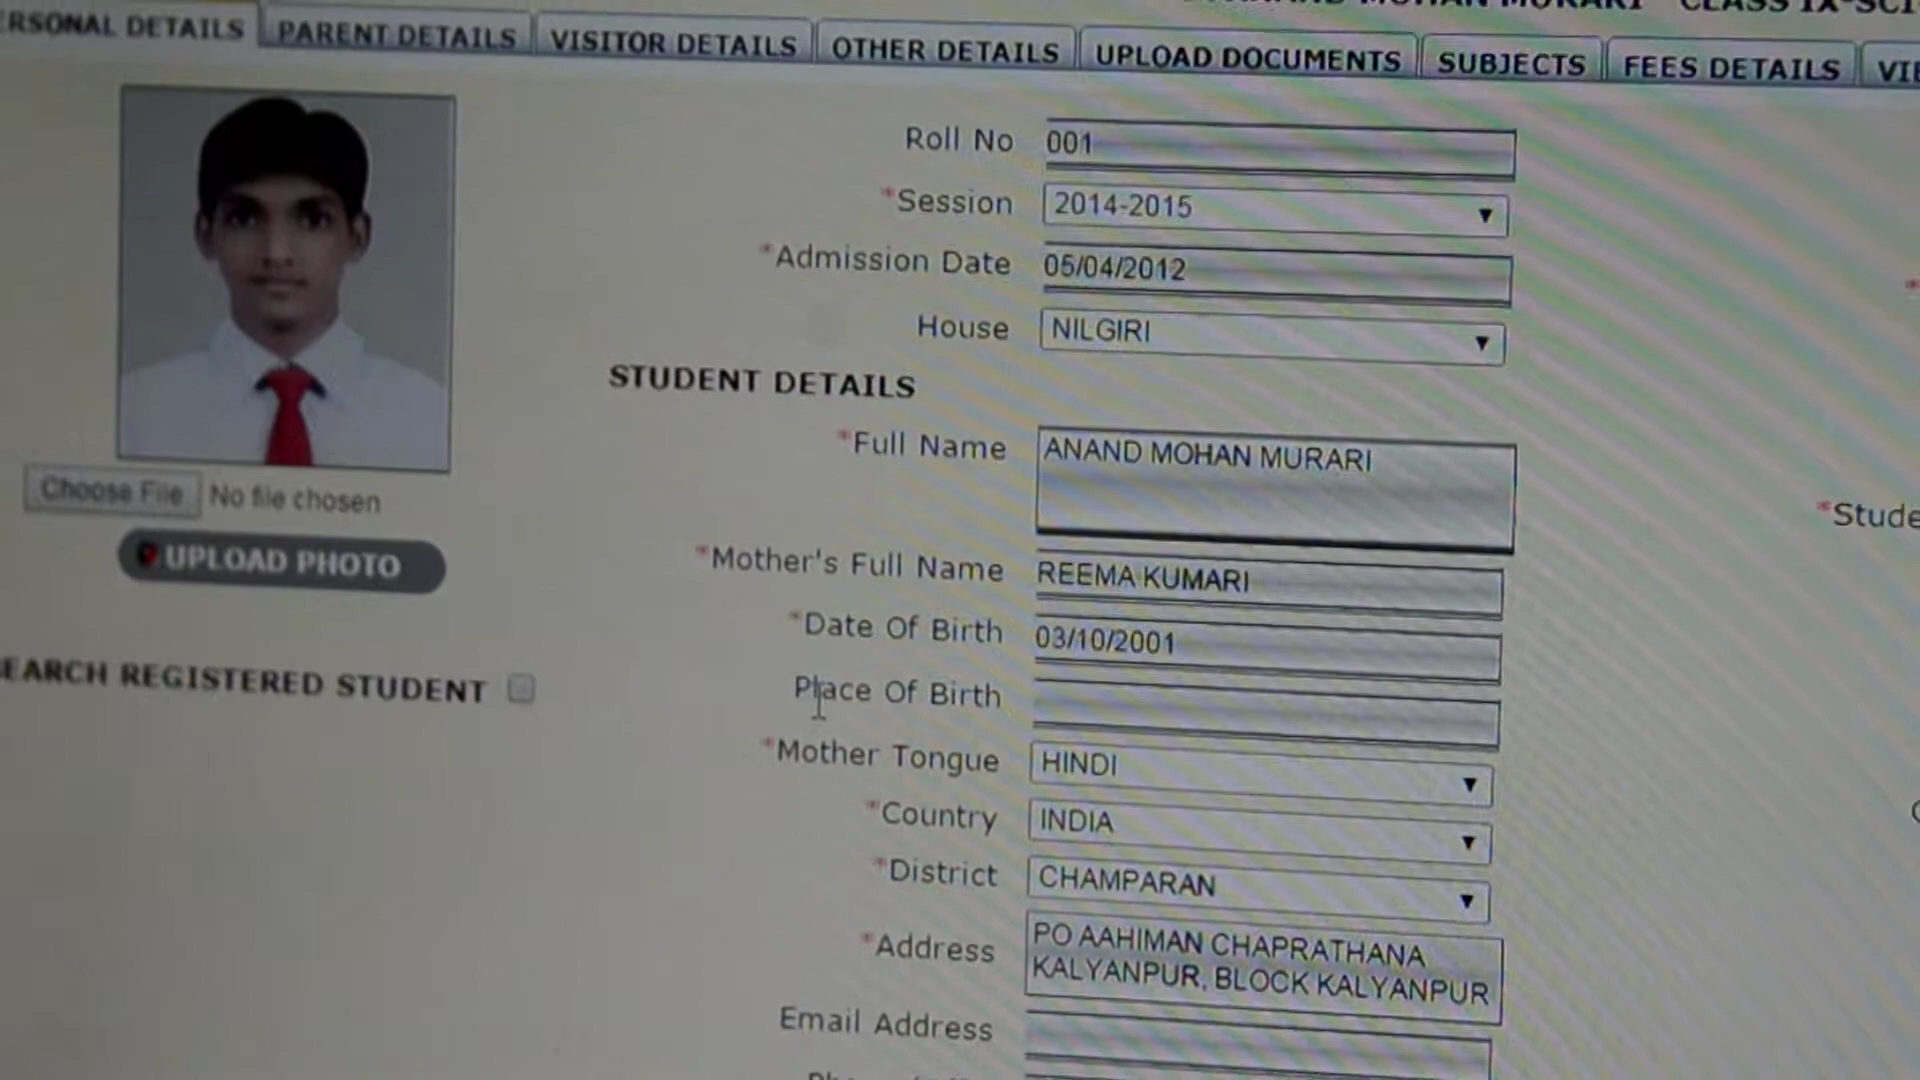 PARENT DETAILS
VISITOR DETAILS
OTHER DETAILS
UPLOAD DOCUMENTS
SUBJECTS
FEES DETAILS
DETAILS
Roll No 001
*Session 2014-2015
*Admission Date 05/04/2012
House NILGIRI
STUDENT DETAILS
*Full Name ANAND MOHAN MURARI
Choose File No file chosen
UPLOAD PHOTO
*Mother's Full Name REEMA KUMARI
*Date Of Birth 03/10/2001
REGISTERED STUDENT
Place Of Birth
*Mother Tongue HINDI
*Country INDIA
*District CHAMPARAN
*Address PO AAHIMAN CHAPRATHANA
KALYANPUR, BLOCK KALYANPUR
Email Address